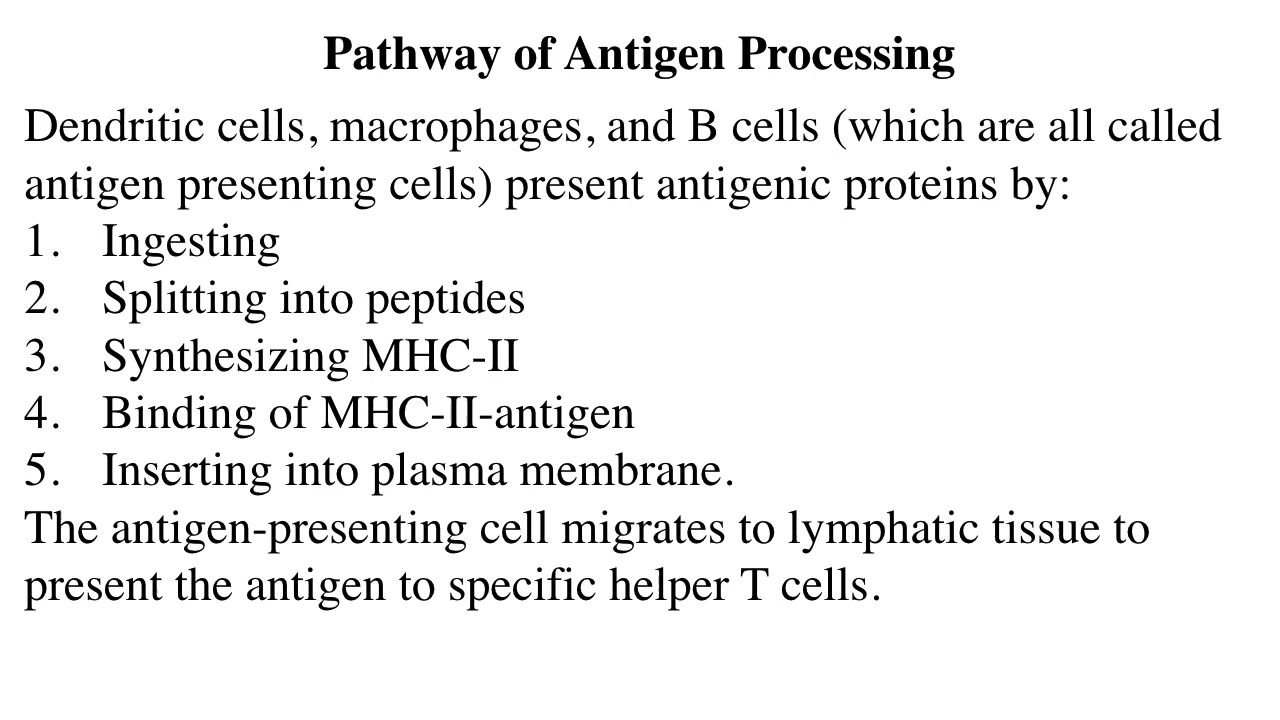 Pathway of Antigen Processing
Dendritic cells, macrophages, and B cells (which are all called
antigen presenting cells) present antigenic proteins by:
1. Ingesting
2. Splitting into peptides
3. Synthesizing MHC-II
4. Binding of MHC-II-antigen
5. Inserting into plasma membrane.
The antigen-presenting cell migrates to lymphatic tissue to
present the antigen to specific helper T cells.